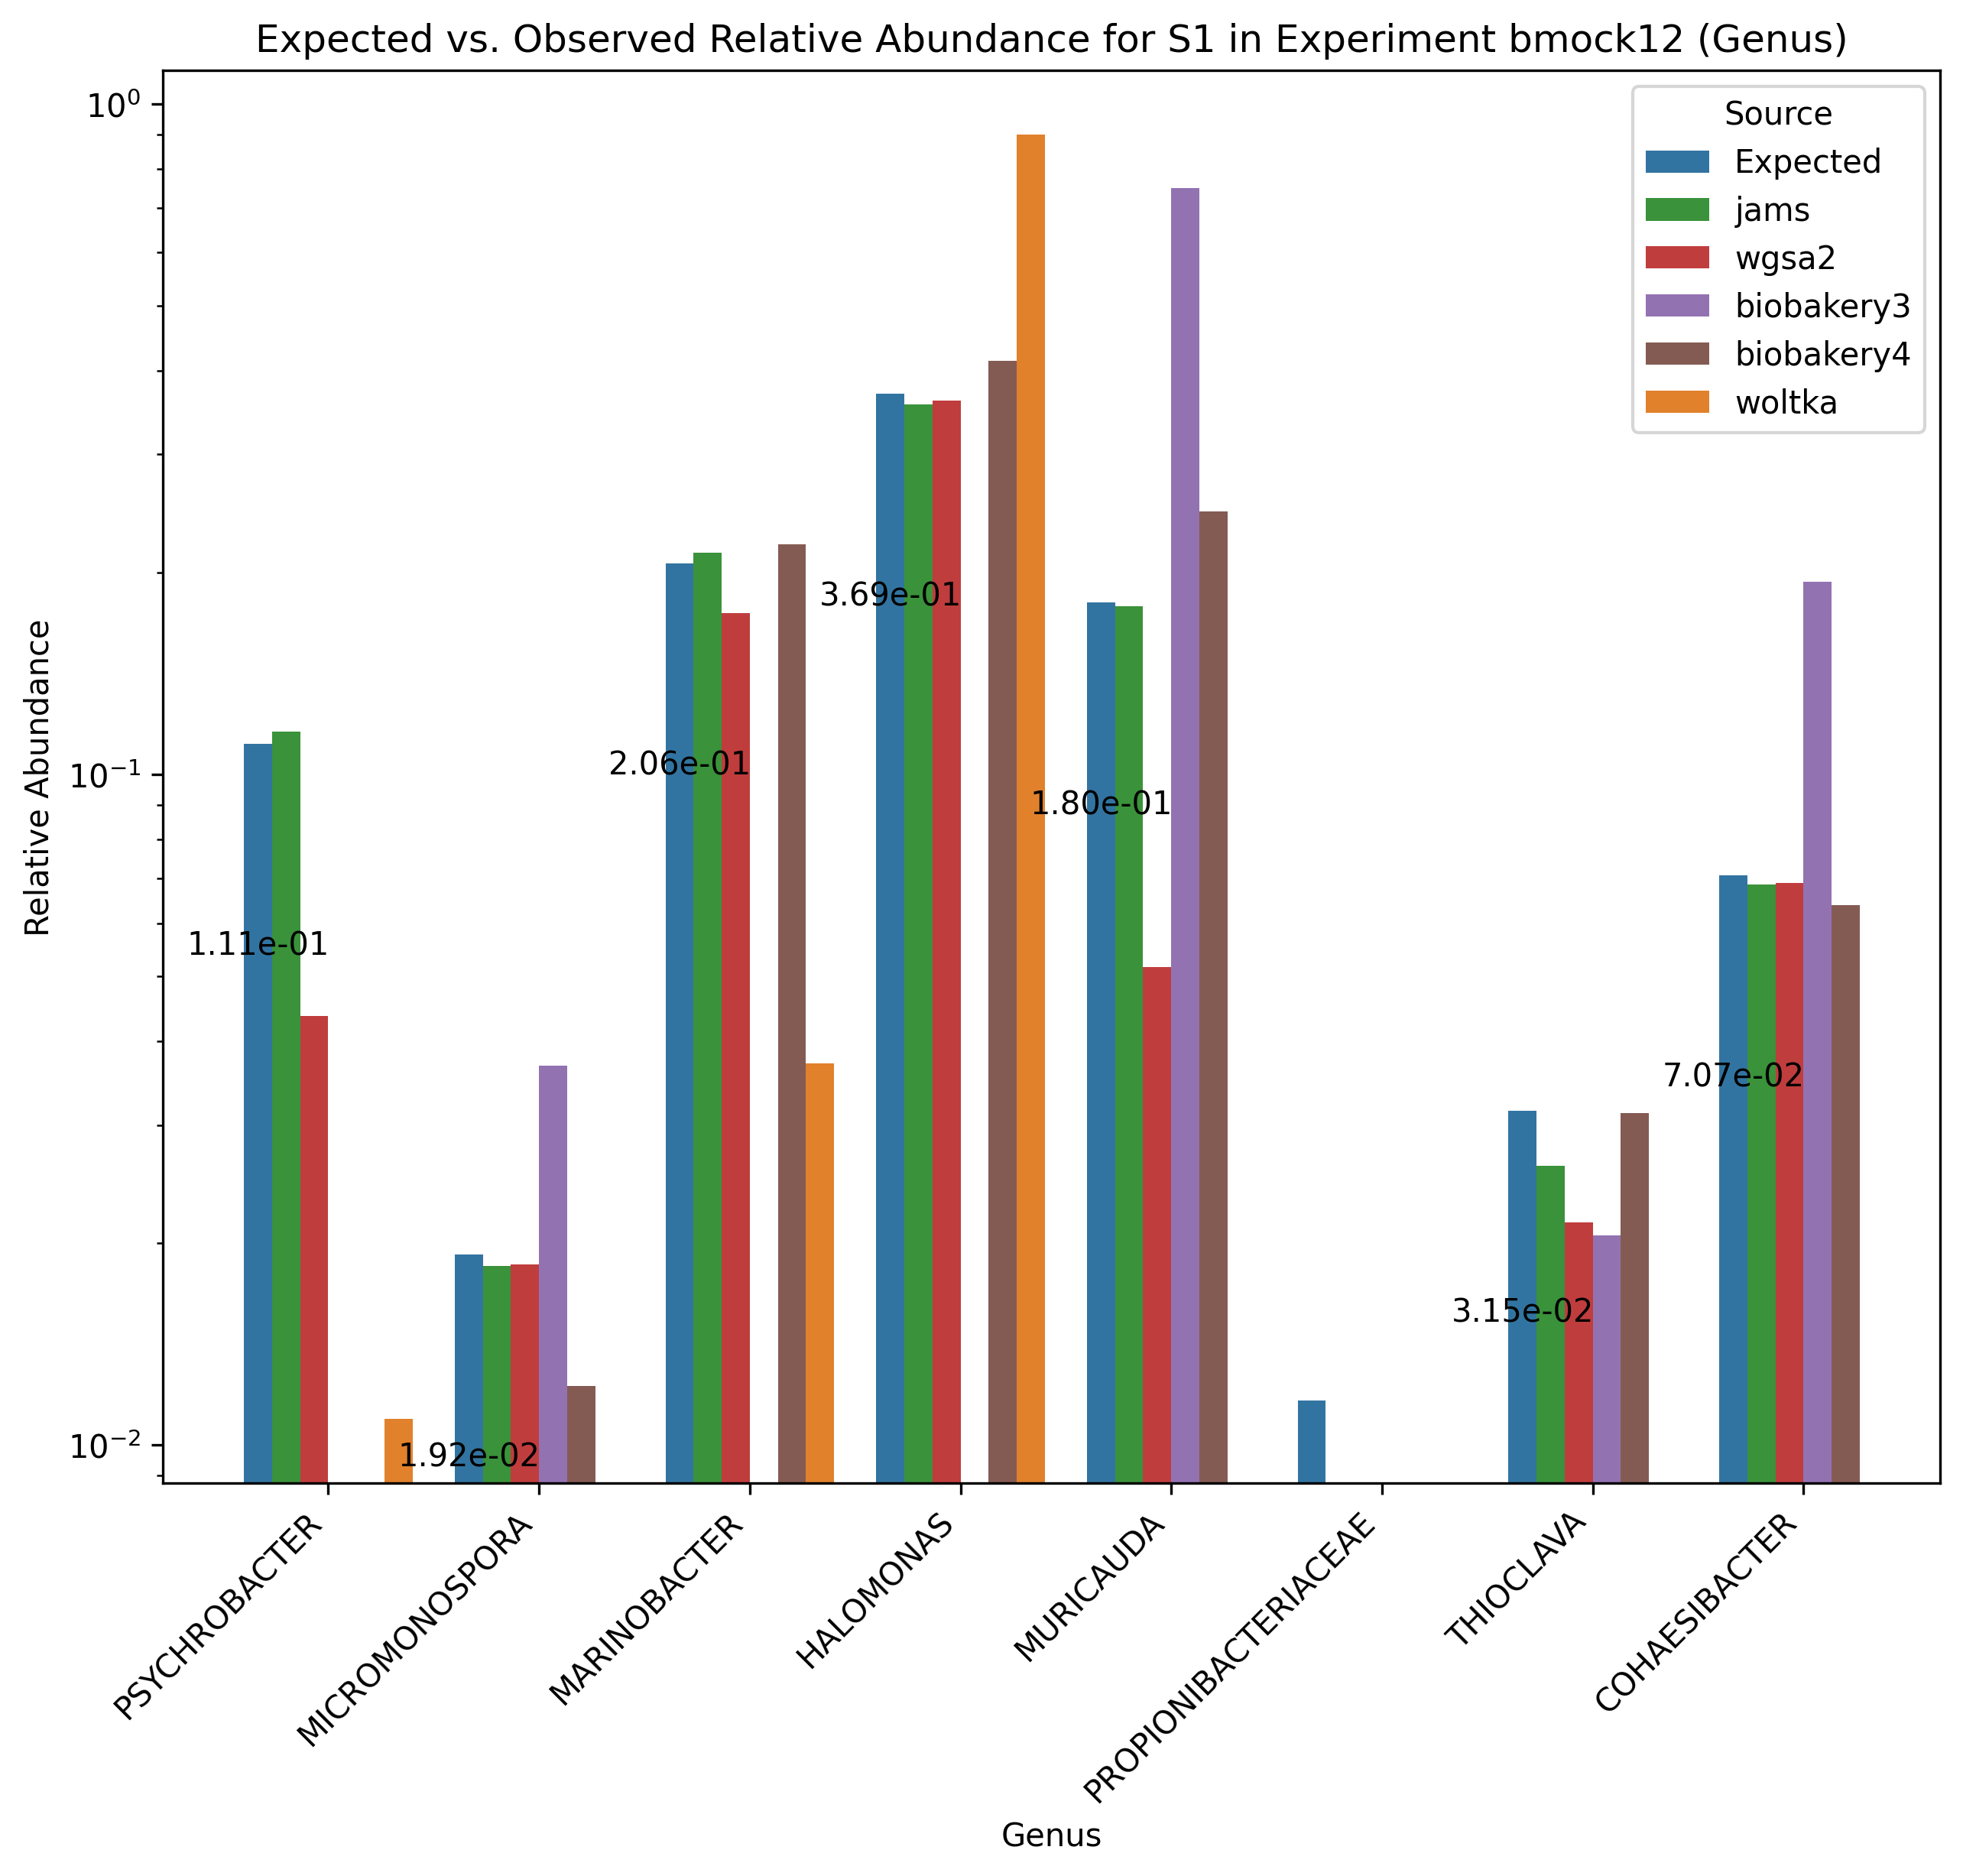 Expected vs. Observed Relative Abundance for S1 in Experiment bmock12 (Genus)
Source
Expected
jams
wgsa2
biobakery3
biobakery4
woltka
Relative Abundance
10⁰
10⁻¹
10⁻²
1.11e-01
1.92e-02
2.06e-01
3.69e-01
1.80e-01
3.15e-02
7.07e-02
PSYCHROBACTER
MICROMONOSPORA
MARINOBACTER
HALOMONAS
MURICAUDA
PROPIONIBACTERIACEAE
THIOCLAVA
COHAESIBACTER
Genus